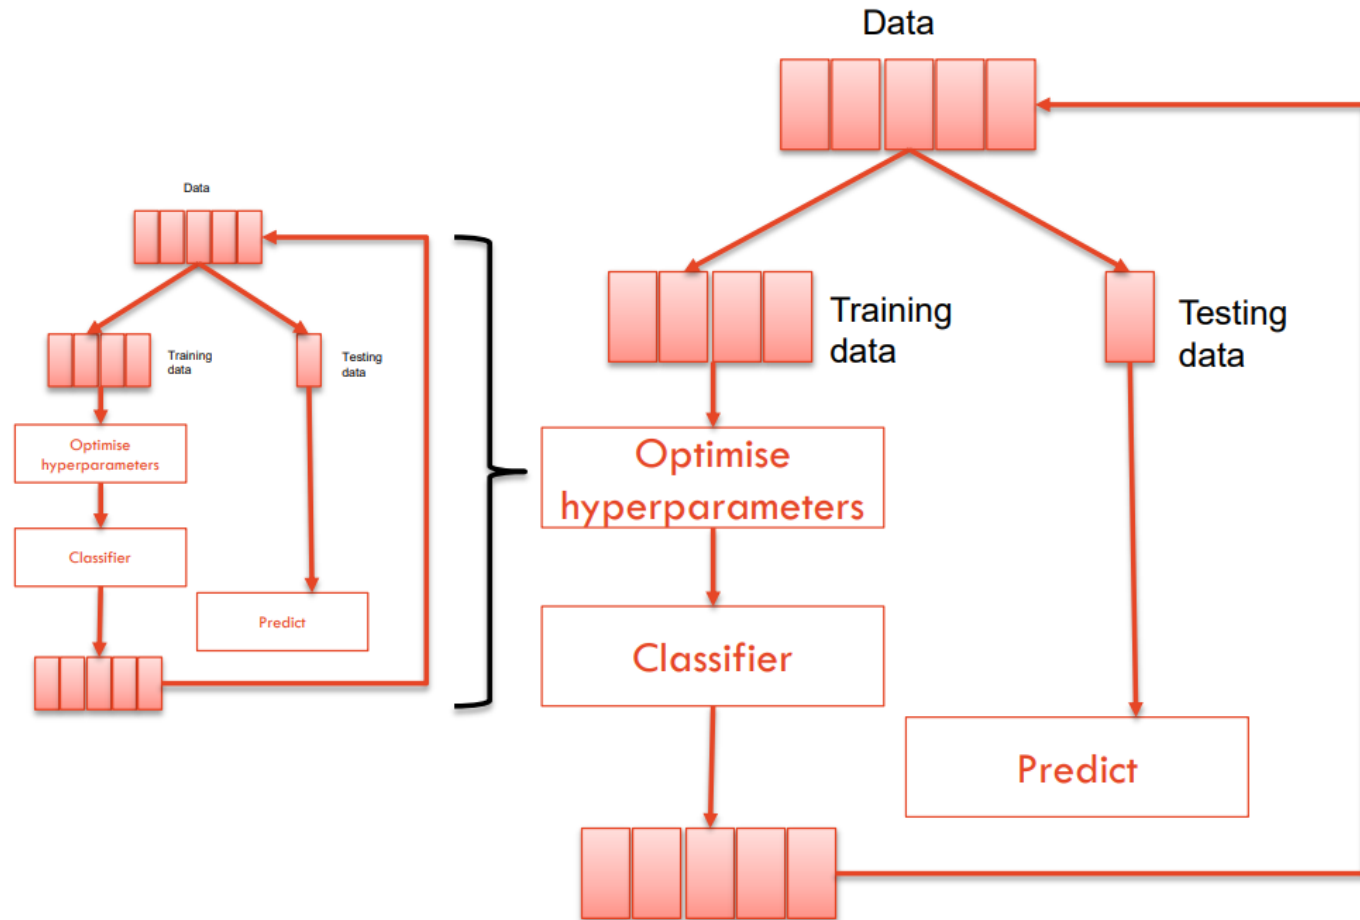 Data
Training
data
Testing
data
Optimise
hyperparameters
Classifier
Predict
Data
Training
data
Testing
data
Optimise
hyperparameters
Classifier
Predict